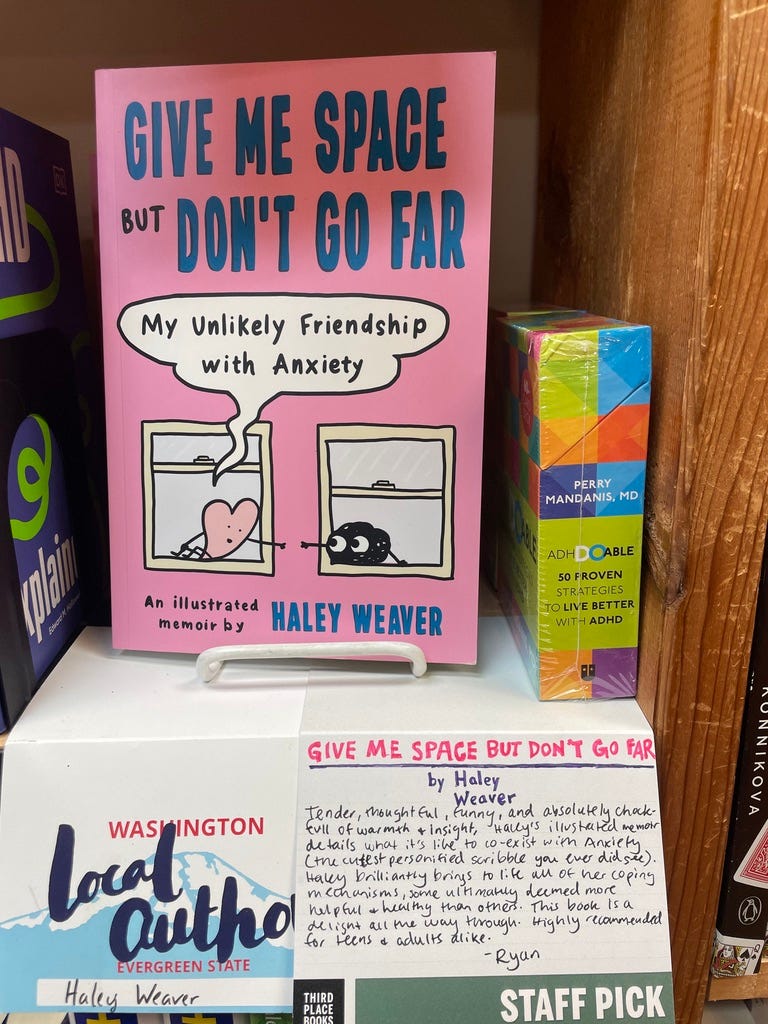 GIVE ME SPACE
BUT DON'T GO FAR
My Unlikely Friendship
with Anxiety
An illustrated
memoir by HALEY WEAVER
DK
PERRY
MANDANIS, MD
ADHDOABLE
50 PROVEN
STRATEGIES
TO LIVE BETTER
WITH ADHD
KONNIKOVA
WASHINGTON
Local
Autho
EVERGREEN STATE
Haley Weaver
GIVE ME SPACE BUT DON'T GO FAR
by Haley
Weaver
Tender, thoughtful, funny, and absolutely chock-
full of warmth + insight, Haley's illustrated memoir
details what it's like to co-exist with Anxiety
(the cutest personified scribble you ever did see).
Haley brilliantly brings to life all of her coping
mechanisms, some ultimately deemed more
helpful & healthy than others. This book is a
delight all the way through. Highly recommended
for teens & adults alike.
-Ryan
THIRD
PLACE
BOOKS
STAFF PICK